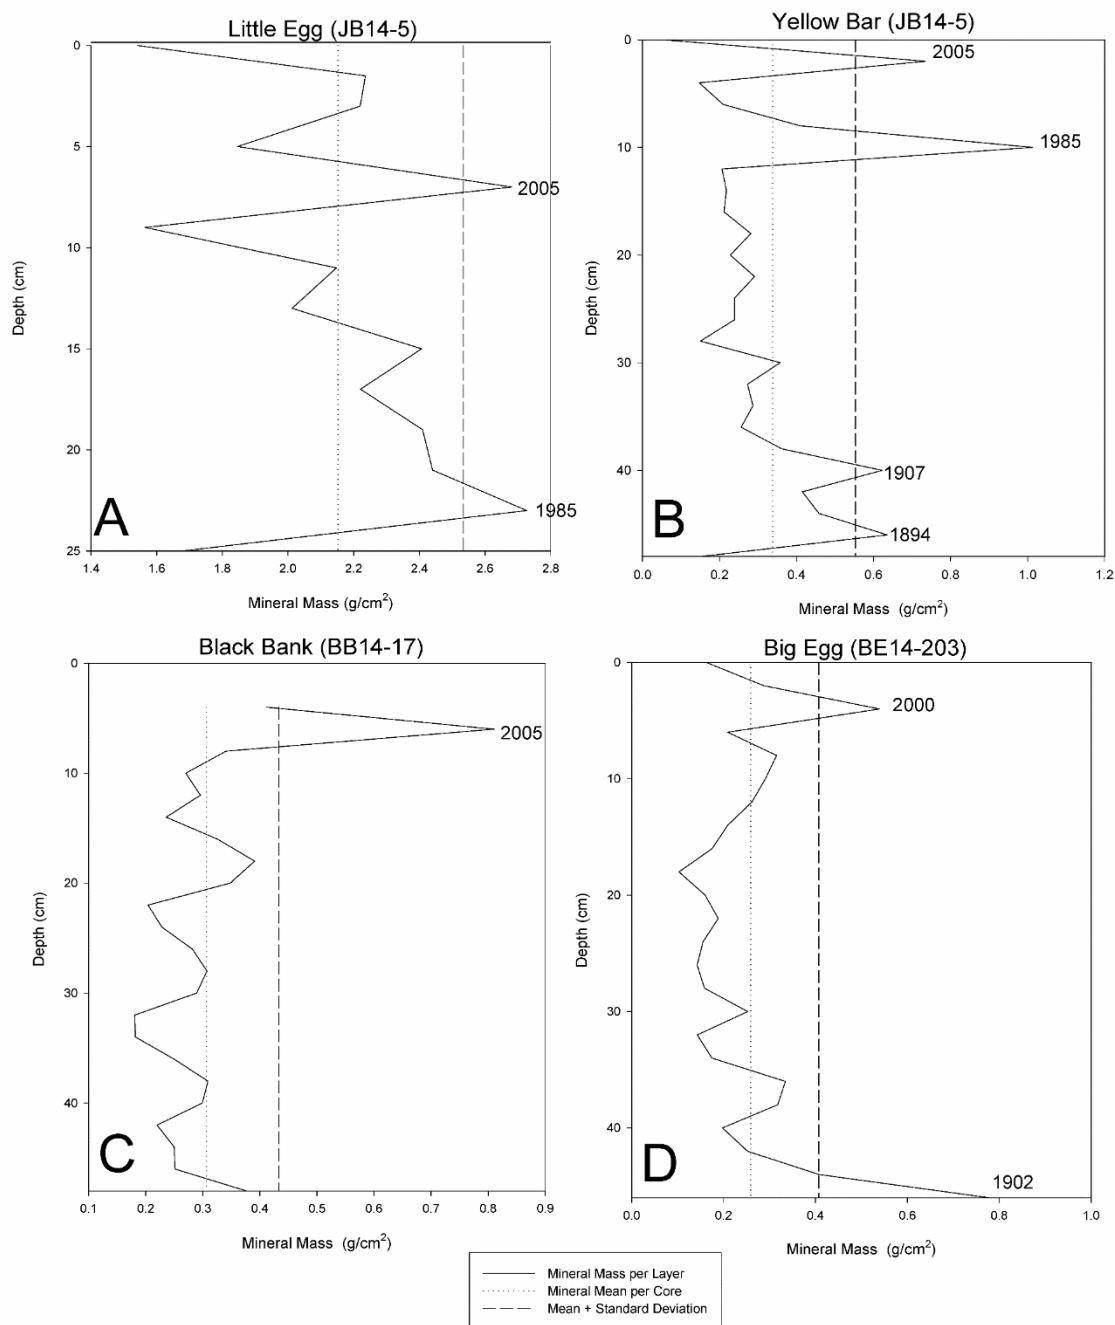 Little Egg (JB14-5)
0
5
10
15
20
25
Depth (cm)
2005
1985
A
1.4 1.6 1.8 2.0 2.2 2.4 2.6 2.8
Mineral Mass (g/cm²)
Yellow Bar (JB14-5)
0
10
20
30
40
Depth (cm)
2005
1985
1907
1894
B
0.0 0.2 0.4 0.6 0.8 1.0 1.2
Mineral Mass (g/cm²)
Black Bank (BB14-17)
0
10
20
30
40
Depth (cm)
2005
C
0.1 0.2 0.3 0.4 0.5 0.6 0.7 0.8 0.9
Mineral Mass (g/cm²)
Big Egg (BE14-203)
0
10
20
30
40
Depth (cm)
2000
1902
D
0.0 0.2 0.4 0.6 0.8 1.0
Mineral Mass (g/cm²)
Mineral Mass per Layer
Mineral Mean per Core
Mean + Standard Deviation